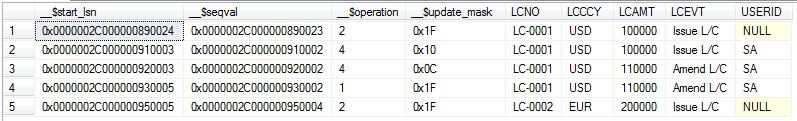 __$start_lsn __$seqval __$operation __$update_mask LCNO LCCCY LCAMT LCEVT USERID
1 0x0000002C000000890024 0x0000002C000000890023 2 0x1F LC-0001 USD 100000 Issue L/C NULL
2 0x0000002C000000910003 0x0000002C000000910002 4 0x10 LC-0001 USD 100000 Issue L/C SA
3 0x0000002C000000920003 0x0000002C000000920002 4 0x0C LC-0001 USD 110000 Amend L/C SA
4 0x0000002C000000930005 0x0000002C000000930002 1 0x1F LC-0001 USD 110000 Amend L/C SA
5 0x0000002C000000950005 0x0000002C000000950004 2 0x1F LC-0002 EUR 200000 Issue L/C NULL